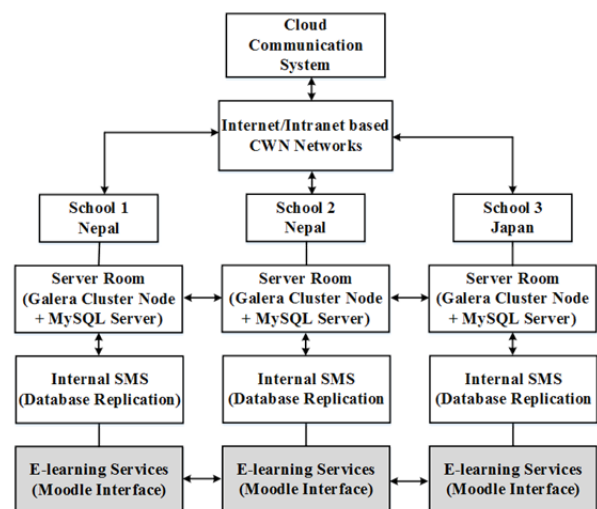 Cloud
Communication
System
Internet/Intranet based
CWN Networks
School 1
Nepal
School 2
Nepal
School 3
Japan
Server Room
(Galera Cluster Node
+ MySQL Server)
Server Room
(Galera Cluster Node
+ MySQL Server)
Server Room
(Galera Cluster Node
+ MySQL Server)
Internal SMS
(Database Replication)
Internal SMS
(Database Replication
Internal SMS
(Database Replication
E-learning Services
(Moodle Interface)
E-learning Services
(Moodle Interface)
E-learning Services
(Moodle Interface)